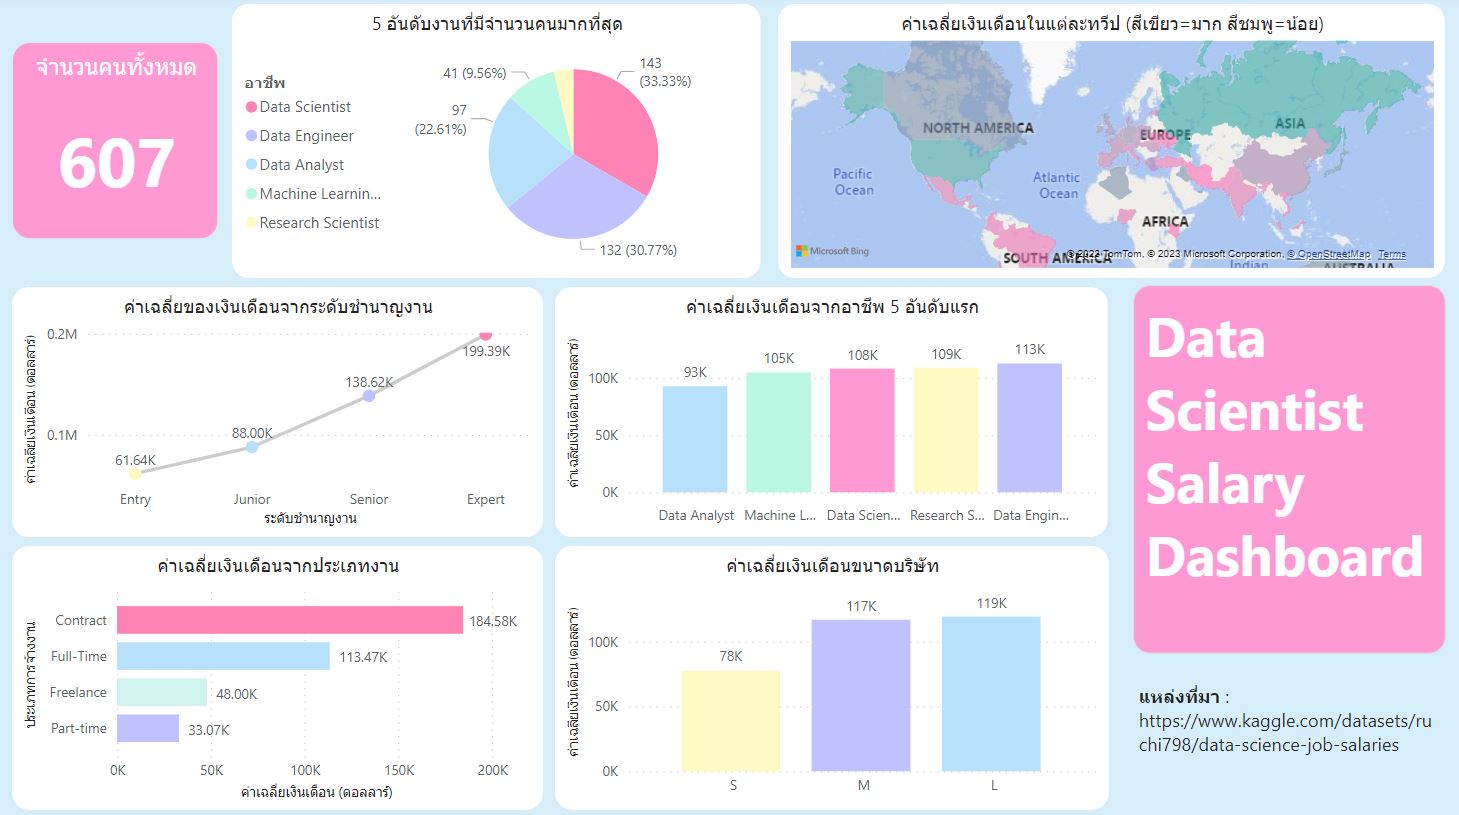 จำนวนคนทั้งหมด
607
5 อันดับงานที่มีจำนวนคนมากที่สุด
อาชีพ
Data Scientist
Data Engineer
Data Analyst
Machine Learnin...
Research Scientist
143
(33.33%)
132 (30.77%)
97
(22.61%)
41 (9.56%)
ค่าเฉลี่ยเงินเดือนในแต่ละทวีป (สีเขียว=มาก สีชมพู=น้อย)
NORTH AMERICA
EUROPE
ASIA
Pacific
Ocean
Atlantic
Ocean
AFRICA
SOUTH AMERICA
Indian
AUSTRALIA
Microsoft Bing
© 2023 TomTom, © 2023 Microsoft Corporation, © OpenStreetMap Terms
ค่าเฉลี่ยของเงินเดือนจากระดับชำนาญงาน
ค่าเฉลี่ยเงินเดือน (ดอลลาร์)
0.2M
0.1M
61.64K
88.00K
138.62K
199.39K
Entry Junior Senior Expert
ระดับชำนาญงาน
ค่าเฉลี่ยเงินเดือนจากอาชีพ 5 อันดับแรก
ค่าเฉลี่ยเงินเดือน (ดอลลาร์)
100K
50K
0K
93K 105K 108K 109K 113K
Data Analyst Machine L... Data Scien... Research S... Data Engin...
Data
Scientist
Salary
Dashboard
ค่าเฉลี่ยเงินเดือนจากประเภทงาน
ประเภทการจ้างงาน
Contract 184.58K
Full-Time 113.47K
Freelance 48.00K
Part-time 33.07K
0K 50K 100K 150K 200K
ค่าเฉลี่ยเงินเดือน (ดอลลาร์)
ค่าเฉลี่ยเงินเดือนขนาดบริษัท
ค่าเฉลี่ยเงินเดือน (ดอลลาร์)
100K
50K
0K
78K 117K 119K
S M L
แหล่งที่มา :
https://www.kaggle.com/datasets/ru
chi798/data-science-job-salaries